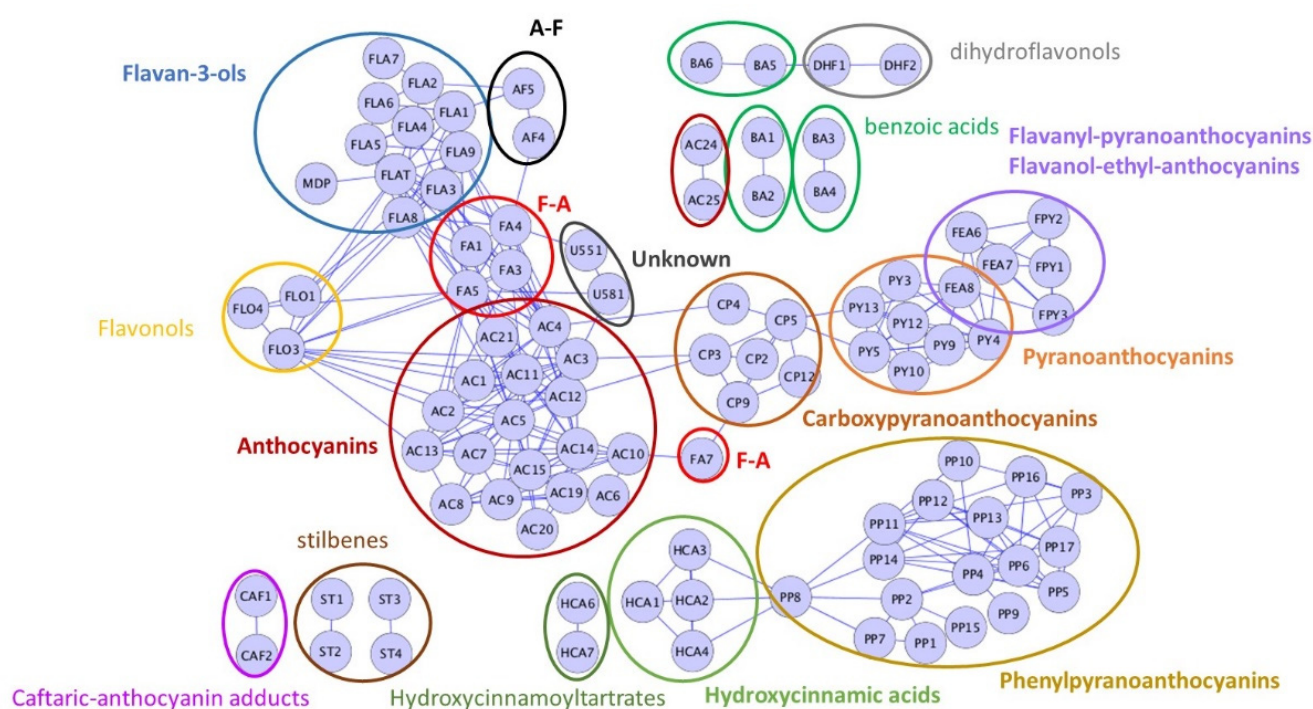 A-F
Flavan-3-ols
FLA7
FLA2
FLA6
FLA1
FLA4
FLA5
FLA9
FLAT
MDP
FLA3
FLA8
AF5
AF4
BA6
BA5
DHF1
DHF2
dihydroflavonols
AC24
AC25
BA1
BA2
BA3
BA4
benzoic acids
Flavanyl-pyranoanthocyanins
Flavanol-ethyl-anthocyanins
F-A
FA4
FA1
FA3
FA5
U551
U581
Unknown
Flavonols
FLO4
FLO1
FLO3
FEA6
FPY2
FEA7
FPY1
FEA8
FPY3
PY3
PY13
PY12
PY5
PY9
PY4
PY10
Pyranoanthocyanins
CP4
CP5
CP3
CP2
CP12
CP9
Carboxypyranoanthocyanins
Anthocyanins
AC21
AC4
AC3
AC1
AC11
AC12
AC2
AC5
AC13
AC7
AC14
AC10
AC15
AC8
AC9
AC19
AC6
AC20
FA7
F-A
PP10
PP16
PP3
PP12
PP11
PP13
PP17
PP14
PP4
PP6
PP5
PP8
PP2
PP9
PP15
PP7
PP1
Phenylpyranoanthocyanins
stilbenes
CAF1
CAF2
ST1
ST3
ST2
ST4
HCA6
HCA7
HCA3
HCA1
HCA2
HCA4
Caftaric-anthocyanin adducts
Hydroxycinnamoyltartrates
Hydroxycinnamic acids